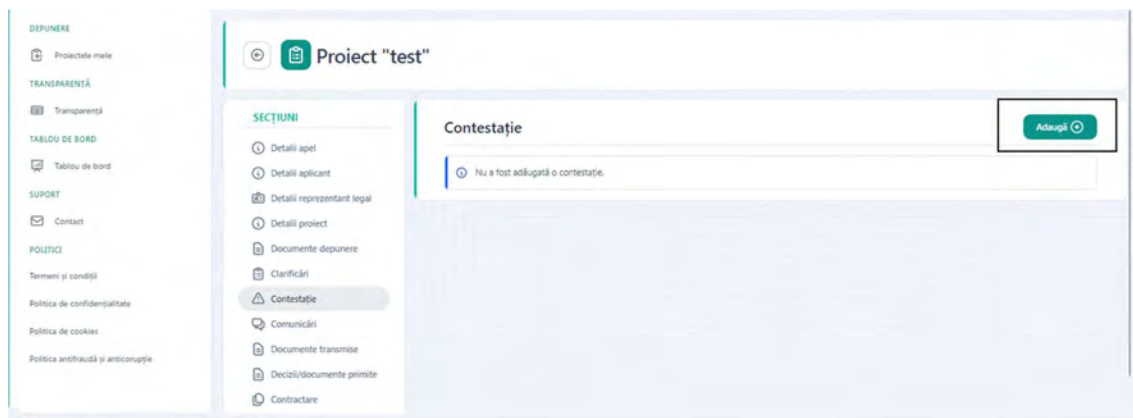 DEPUNERE
Proiectele mele
TRANSPARENȚĂ
Transparență
TABLOU DE BORD
Tablou de bord
SUPORT
Contact
POLITICI
Termeni și condiții
Politica de confidențialitate
Politica de cookies
Politica antifraudă și anticorupție
Proiect "test"
SECȚIUNI
Detalii apel
Detalii aplicant
Detalii reprezentant legal
Detalii proiect
Documente depunere
Clarificări
Contestație
Comunicări
Documente transmise
Decizii/documente primite
Contractare
Contestație
Adaugă
Nu a fost adăugată o contestație.